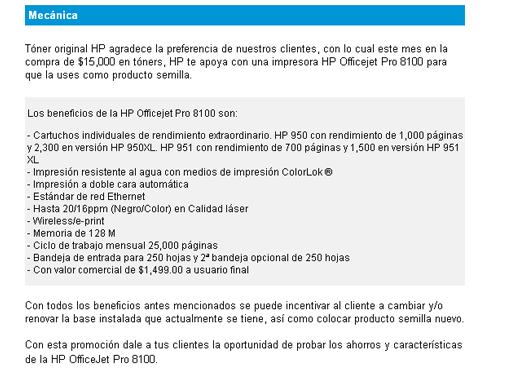 Mecánica
Tóner original HP agradece la preferencia de nuestros clientes, con lo cual este mes en la
compra de $15,000 en tóners, HP te apoya con una impresora HP Officejet Pro 8100 para
que la uses como producto semilla.
Los beneficios de la HP Officejet Pro 8100 son:
- Cartuchos individuales de rendimiento extraordinario. HP 950 con rendimiento de 1,000 páginas
y 2,300 en versión HP 950XL. HP 951 con rendimiento de 700 páginas y 1,500 en versión HP 951
XL
- Impresión resistente al agua con medios de impresión ColorLok®
- Impresión a doble cara automática
- Estándar de red Ethernet
- Hasta 20/16ppm (Negro/Color) en Calidad láser
- Wireless/e-print
- Memoria de 128 M
- Ciclo de trabajo mensual 25,000 páginas
- Bandeja de entrada para 250 hojas y 2ª bandeja opcional de 250 hojas
- Con valor comercial de $1,499.00 a usuario final
Con todos los beneficios antes mencionados se puede incentivar al cliente a cambiar y/o
renovar la base instalada que actualmente se tiene, así como colocar producto semilla nuevo.
Con esta promoción dale a tus clientes la oportunidad de probar los ahorros y características
de la HP OfficeJet Pro 8100.